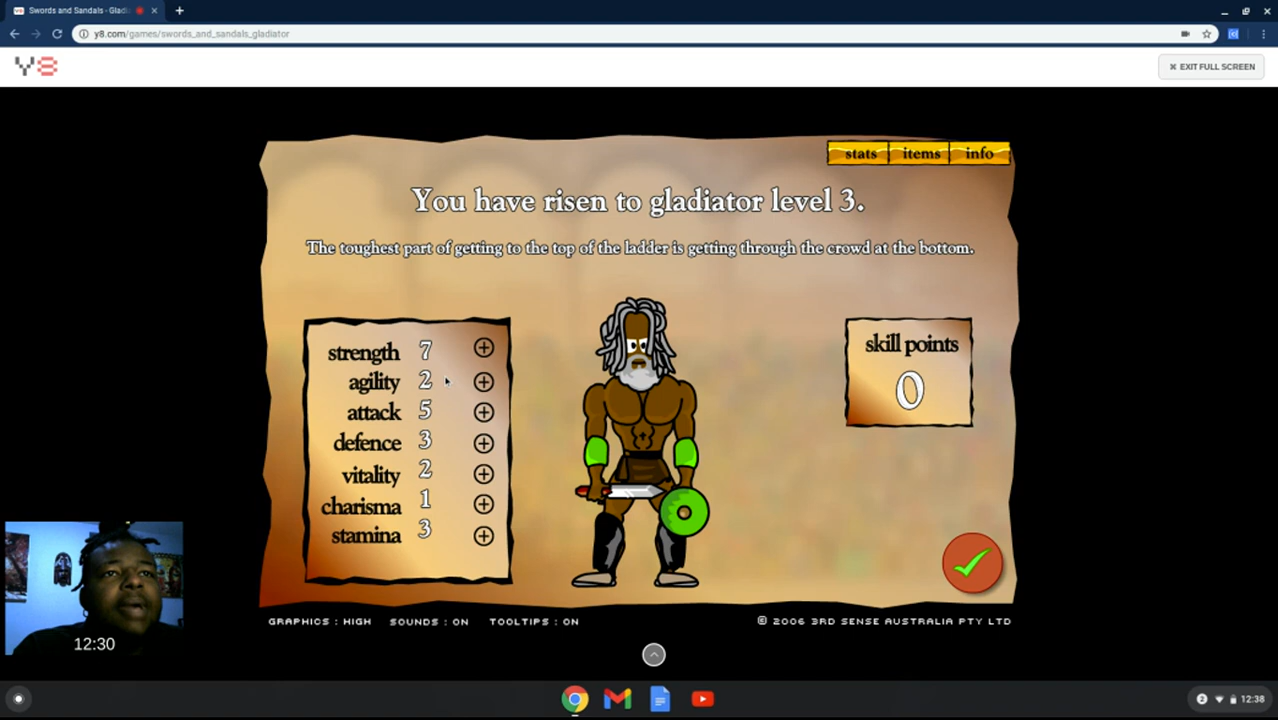 Swords and Sandals - Gladi
y8.com/games/swords_and_sandals_gladiator
Y8
EXIT FULL SCREEN
stats items info
You have risen to gladiator level 3.
The toughest part of getting to the top of the ladder is getting through the crowd at the bottom.
strength 7
agility 2
attack 5
defence 3
vitality 2
charisma 1
stamina 3
skill points
0
12:30
GRAPHICS : HIGH SOUNDS : ON TOOLTIPS : ON © 2006 3RD SENSE AUSTRALIA PTY LTD
2 12:38